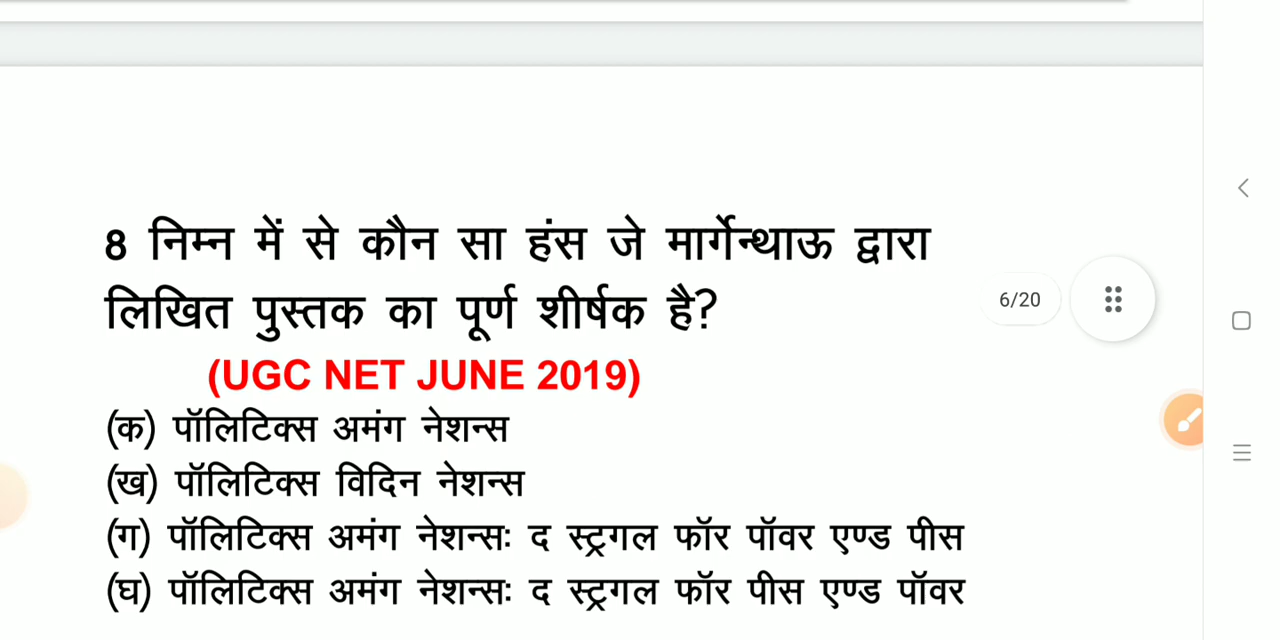 8 निम्न में से कौन सा हंस जे मार्गेन्थाऊ द्वारा
लिखित पुस्तक का पूर्ण शीर्षक है?
6/20
(UGC NET JUNE 2019)
(क) पॉलिटिक्स अमंग नेशन्स
(ख) पॉलिटिक्स विदिन नेशन्स
(ग) पॉलिटिक्स अमंग नेशन्सः द स्ट्रगल फॉर पॉवर एण्ड पीस
(घ) पॉलिटिक्स अमंग नेशन्सः द स्ट्रगल फॉर पीस एण्ड पॉवर